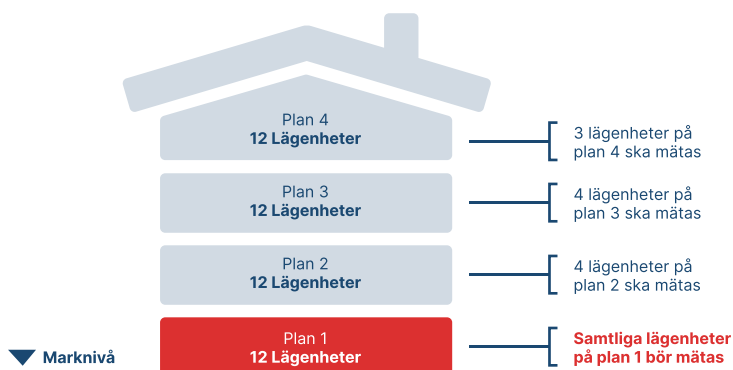 Plan 4
12 Lägenheter
3 lägenheter på
plan 4 ska mätas
Plan 3
12 Lägenheter
4 lägenheter på
plan 3 ska mätas
Plan 2
12 Lägenheter
4 lägenheter på
plan 2 ska mätas
Plan 1
12 Lägenheter
Samtliga lägenheter
på plan 1 bör mätas
Marknivå